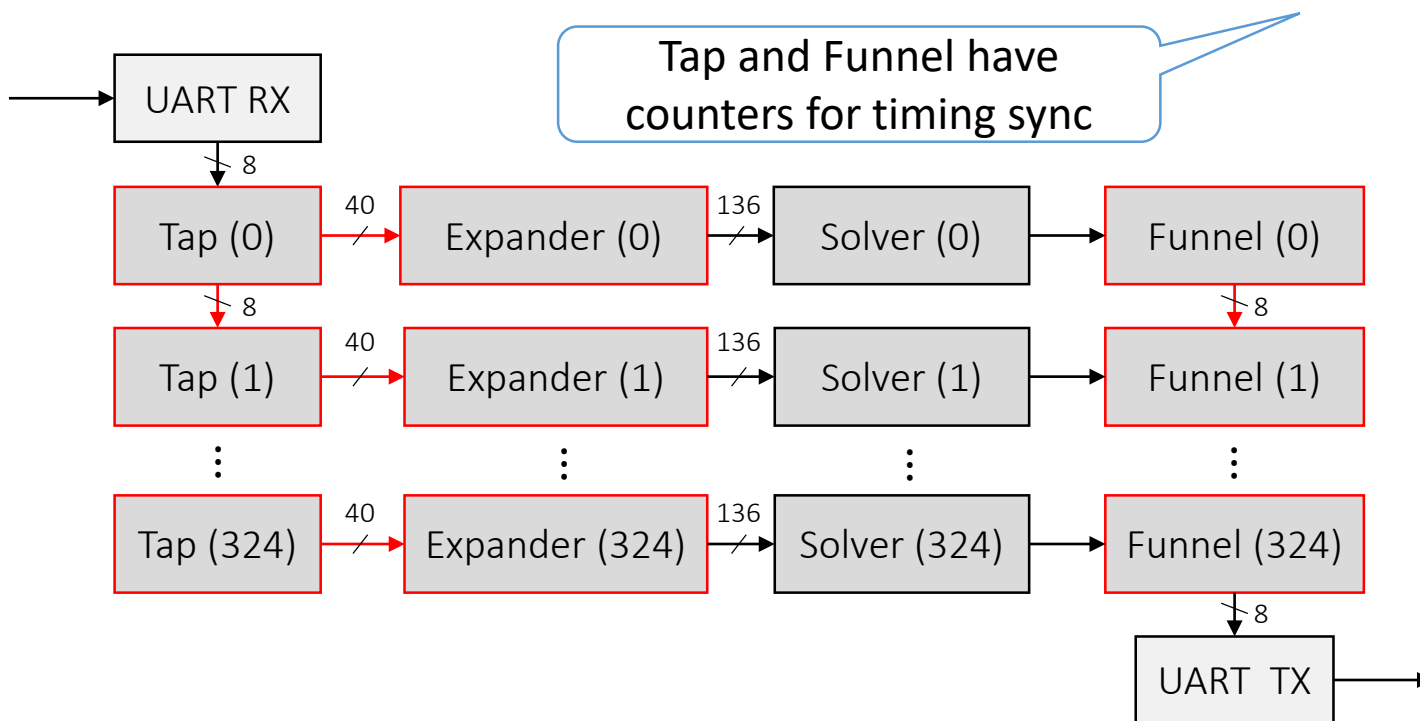 Tap and Funnel have
counters for timing sync
UART RX
8
40
136
Tap (0)
Expander (0)
Solver (0)
Funnel (0)
8
8
40
136
Tap (1)
Expander (1)
Solver (1)
Funnel (1)
⋮
⋮
⋮
⋮
40
136
Tap (324)
Expander (324)
Solver (324)
Funnel (324)
8
UART TX